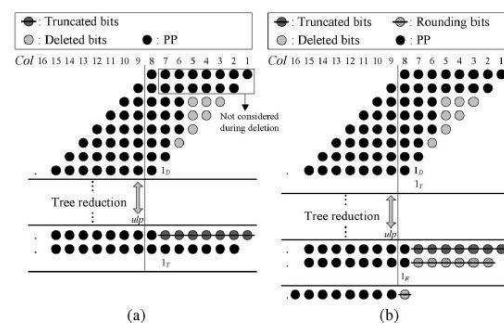 : Truncated bits
: Deleted bits : PP
Col 16 15 14 13 12 11 10 9 8 7 6 5 4 3 2 1
Not considered
during deletion
1D
Tree reduction
ulp
1T
(a)
: Truncated bits : Rounding bits
: Deleted bits : PP
Col 16 15 14 13 12 11 10 9 8 7 6 5 4 3 2 1
1D
1T
Tree reduction
ulp
1R
(b)